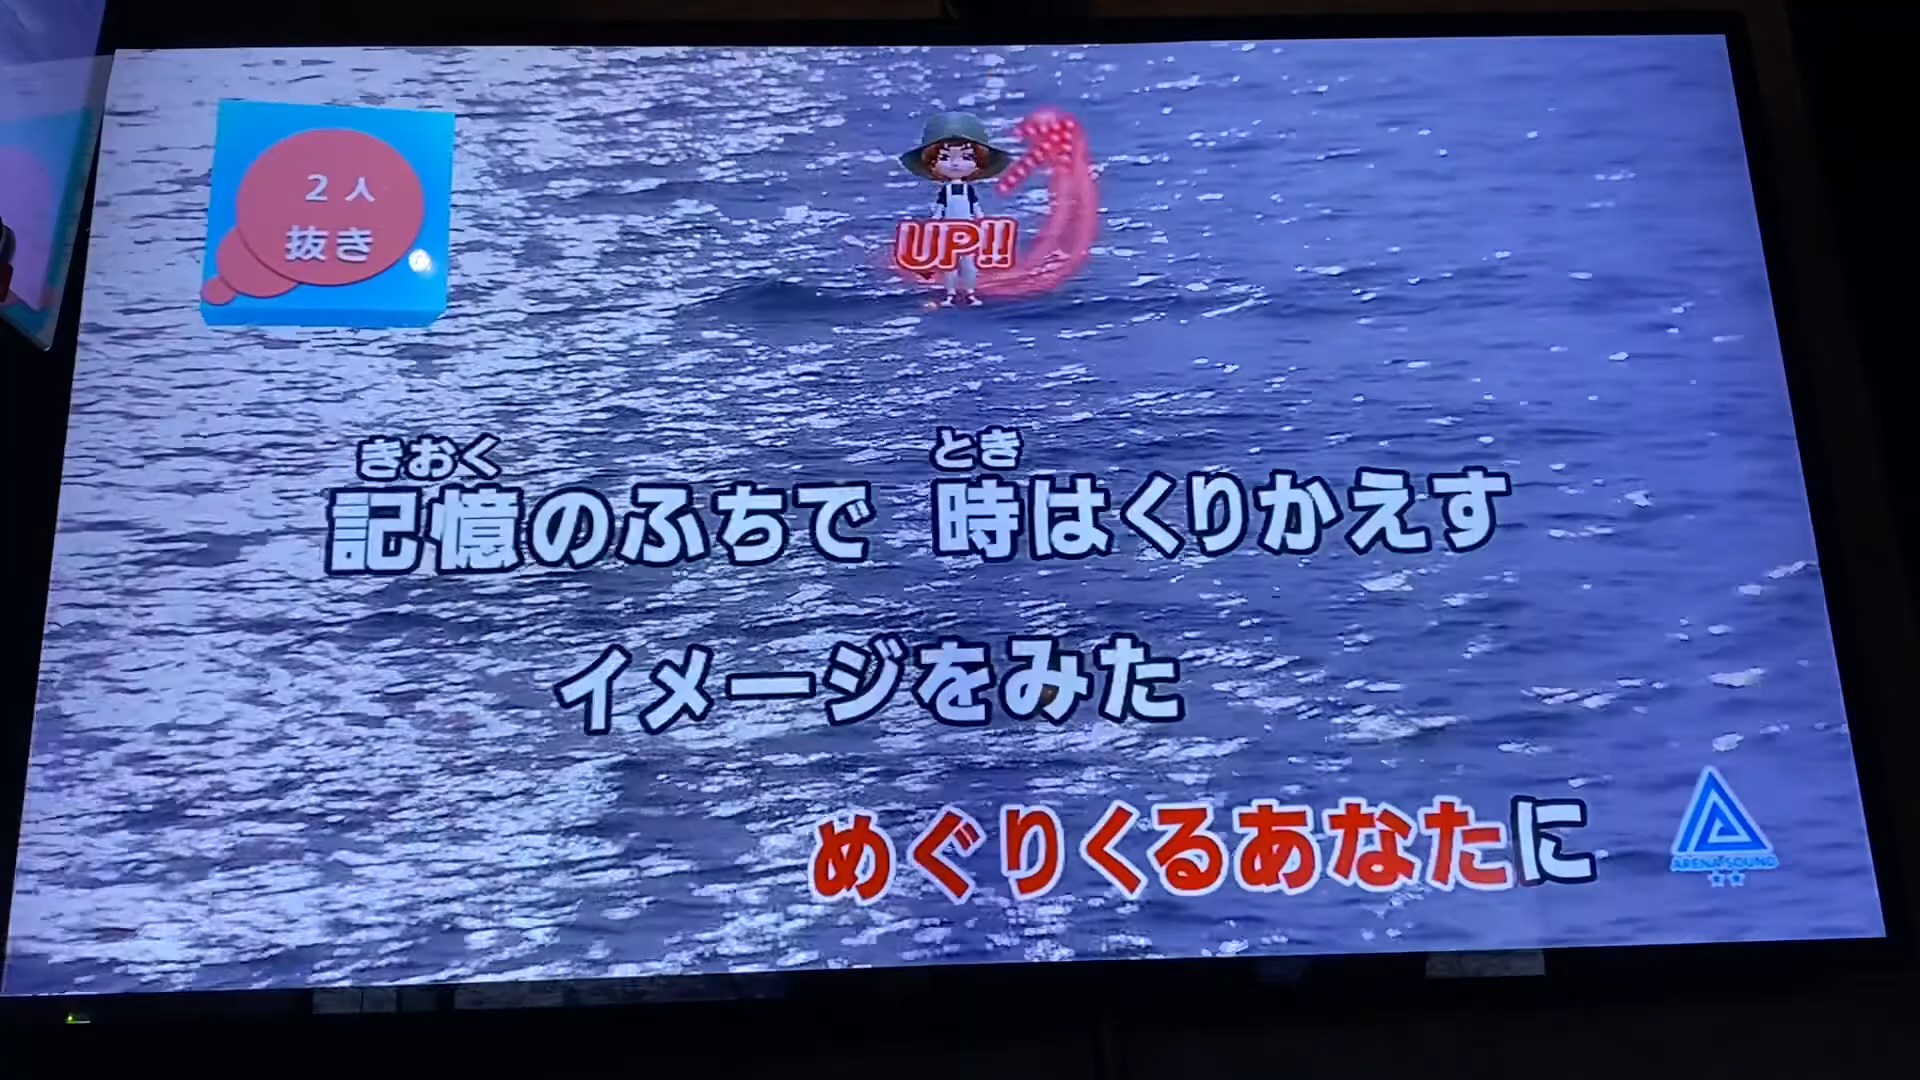 2人
抜き
UP!!
きおく とき
記憶のふちで 時はくりかえす
イメージをみた
めぐりくるあなたに
ARENA SOUND